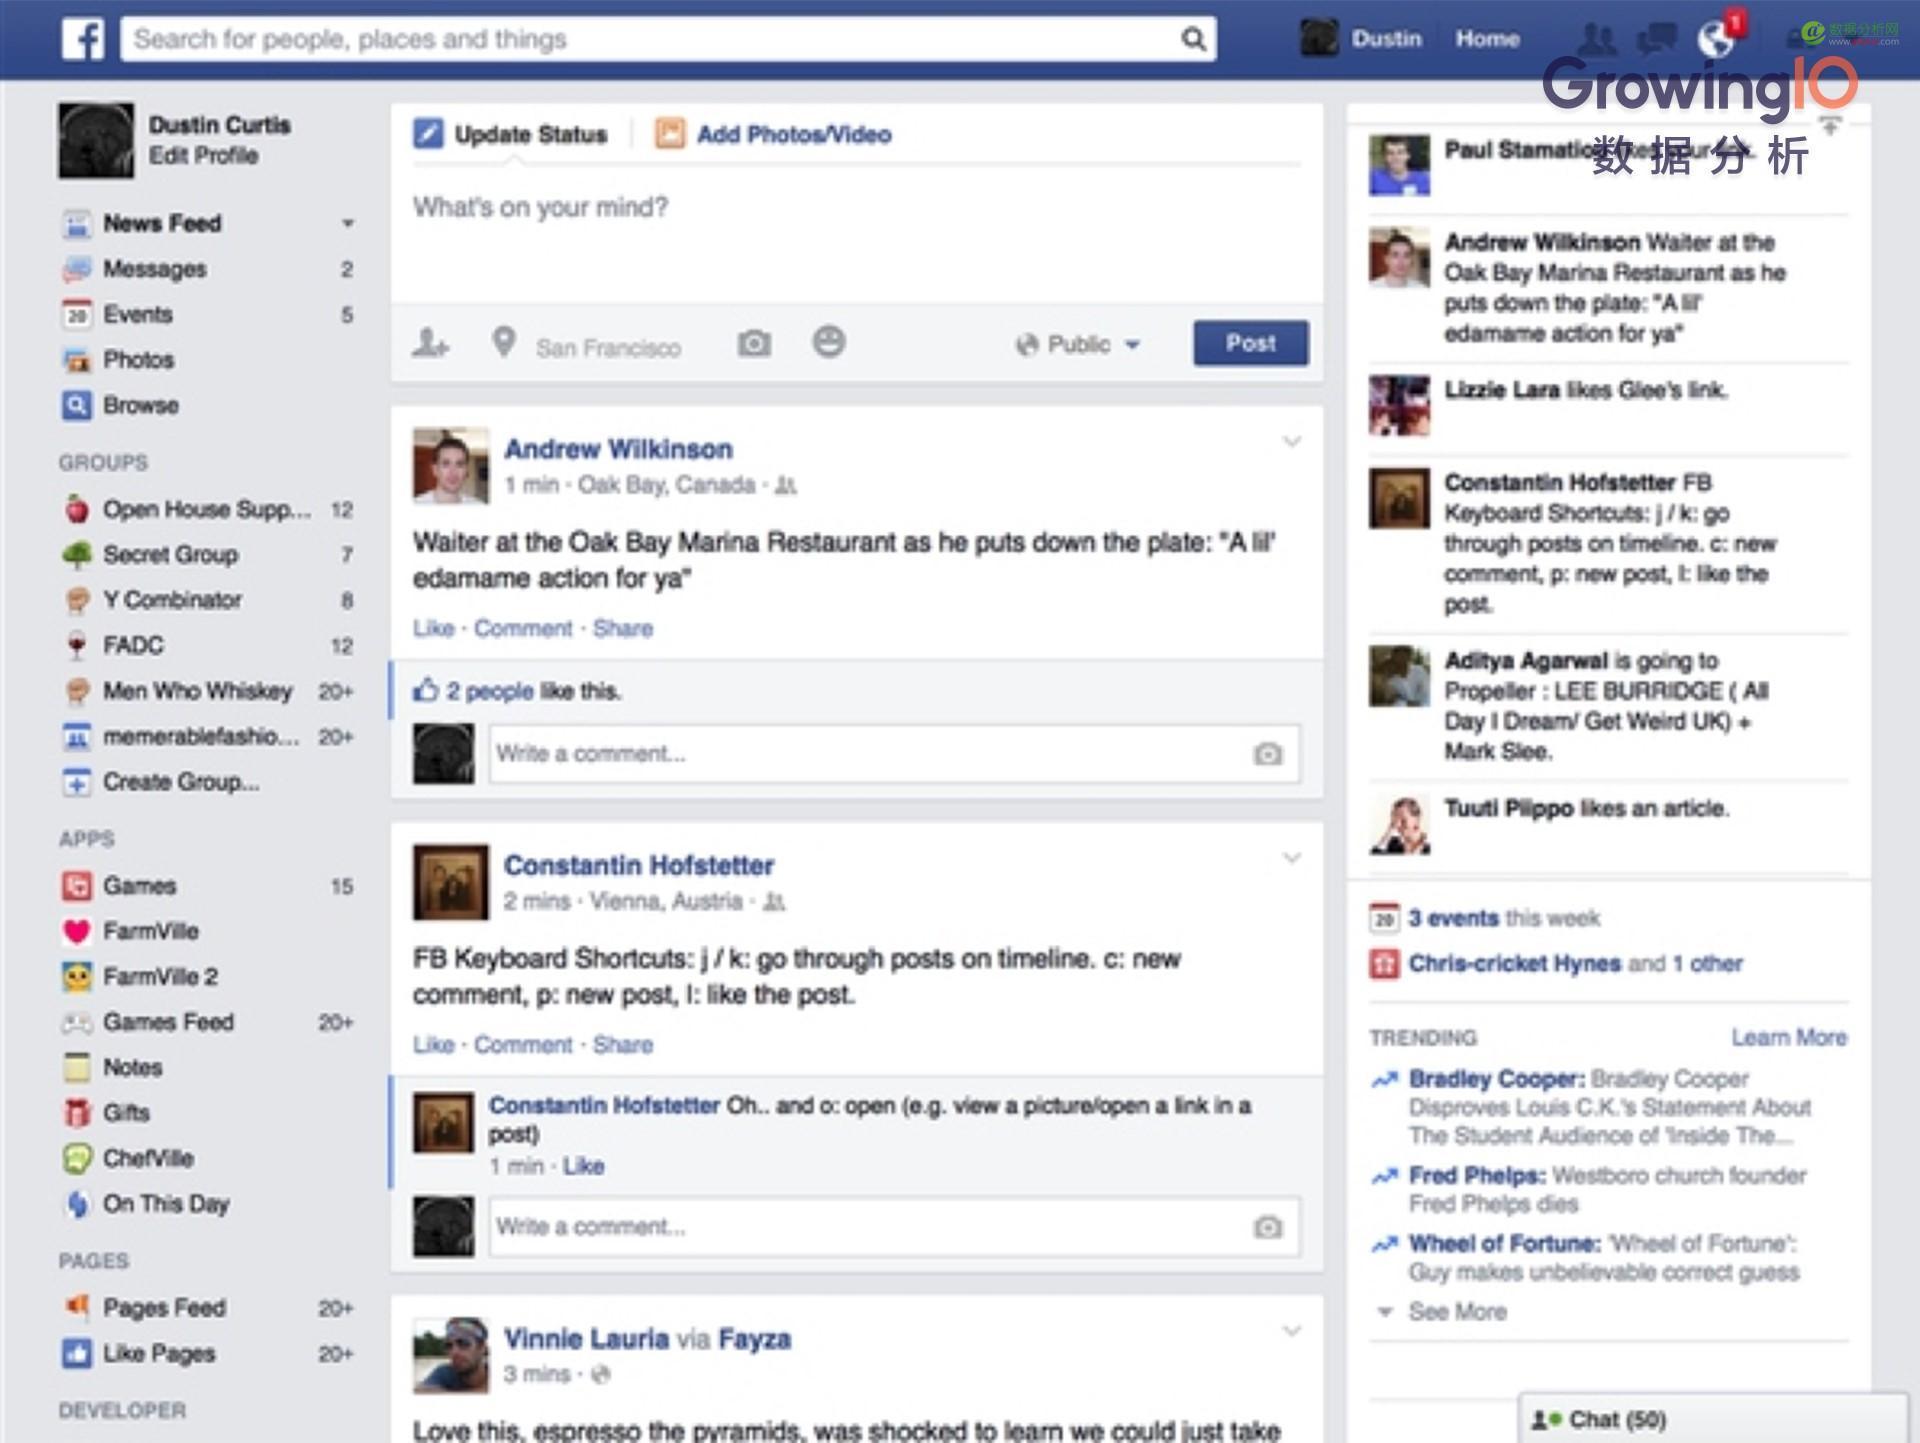 Search for people, places and things
Dustin
Home
1
数据分析网
GrowingIO
数据分析
Dustin Curtis
Edit Profile
News Feed
Messages 2
Events 5
Photos
Browse
GROUPS
Open House Supp... 12
Secret Group 7
Y Combinator 8
FADC 12
Men Who Whiskey 20+
memerablefashio... 20+
Create Group...
APPS
Games 15
FarmVille
FarmVille 2
Games Feed 20+
Notes
Gifts
ChefVille
On This Day
PAGES
Pages Feed 20+
Like Pages 20+
DEVELOPER
Update Status
Add Photos/Video
What's on your mind?
San Francisco
Public
Post
Andrew Wilkinson
1 min · Oak Bay, Canada ·
Waiter at the Oak Bay Marina Restaurant as he puts down the plate: "A lil'
edamame action for ya"
Like · Comment · Share
2 people like this.
Write a comment...
Constantin Hofstetter
2 mins · Vienna, Austria ·
FB Keyboard Shortcuts: j / k: go through posts on timeline. c: new
comment, p: new post, l: like the post.
Like · Comment · Share
Constantin Hofstetter Oh.. and o: open (e.g. view a picture/open a link in a
post)
1 min · Like
Write a comment...
Vinnie Lauria via Fayza
3 mins ·
Love this, espresso the pyramids, was shocked to learn we could just take
Paul
Andrew Wilkinson Waiter at the
Oak Bay Marina Restaurant as he
puts down the plate: "A lil'
edamame action for ya"
Lizzie Lara likes Glee's link.
Constantin Hofstetter FB
Keyboard Shortcuts: j / k: go
through posts on timeline. c: new
comment, p: new post, l: like the
post.
Aditya Agarwal is going to
Propeller : LEE BURRIDGE ( All
Day I Dream/ Get Weird UK) +
Mark Slee.
Tuuti Piippo likes an article.
20 3 events this week
Chris-cricket Hynes and 1 other
TRENDING Learn More
Bradley Cooper: Bradley Cooper
Disproves Louis C.K.'s Statement About
The Student Audience of 'Inside The...
Fred Phelps: Westboro church founder
Fred Phelps dies
Wheel of Fortune: 'Wheel of Fortune':
Guy makes unbelievable correct guess
See More
Chat (50)